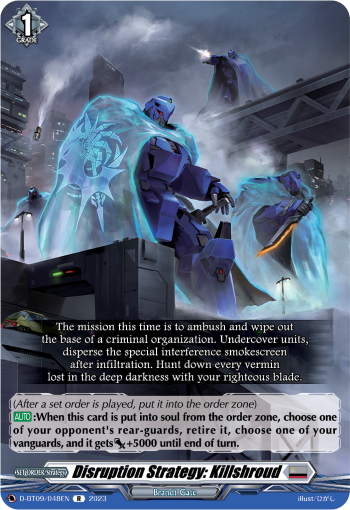 1
GRADE
The mission this time is to ambush and wipe out
the base of a criminal organization. Undercover units,
disperse the special interference smokescreen
after infiltration. Hunt down every vermin
lost in the deep darkness with your righteous blade.
(After a set order is played, put it into the order zone)
AUTO:When this card is put into soul from the order zone, choose one
of your opponent's rear-guards, retire it, choose one of your
vanguards, and it gets +5000 until end of turn.
SET ORDER/Strategy
Disruption Strategy: Killshroud
Brandt Gate
D-BT09/048EN R 2023
illust/ひがし